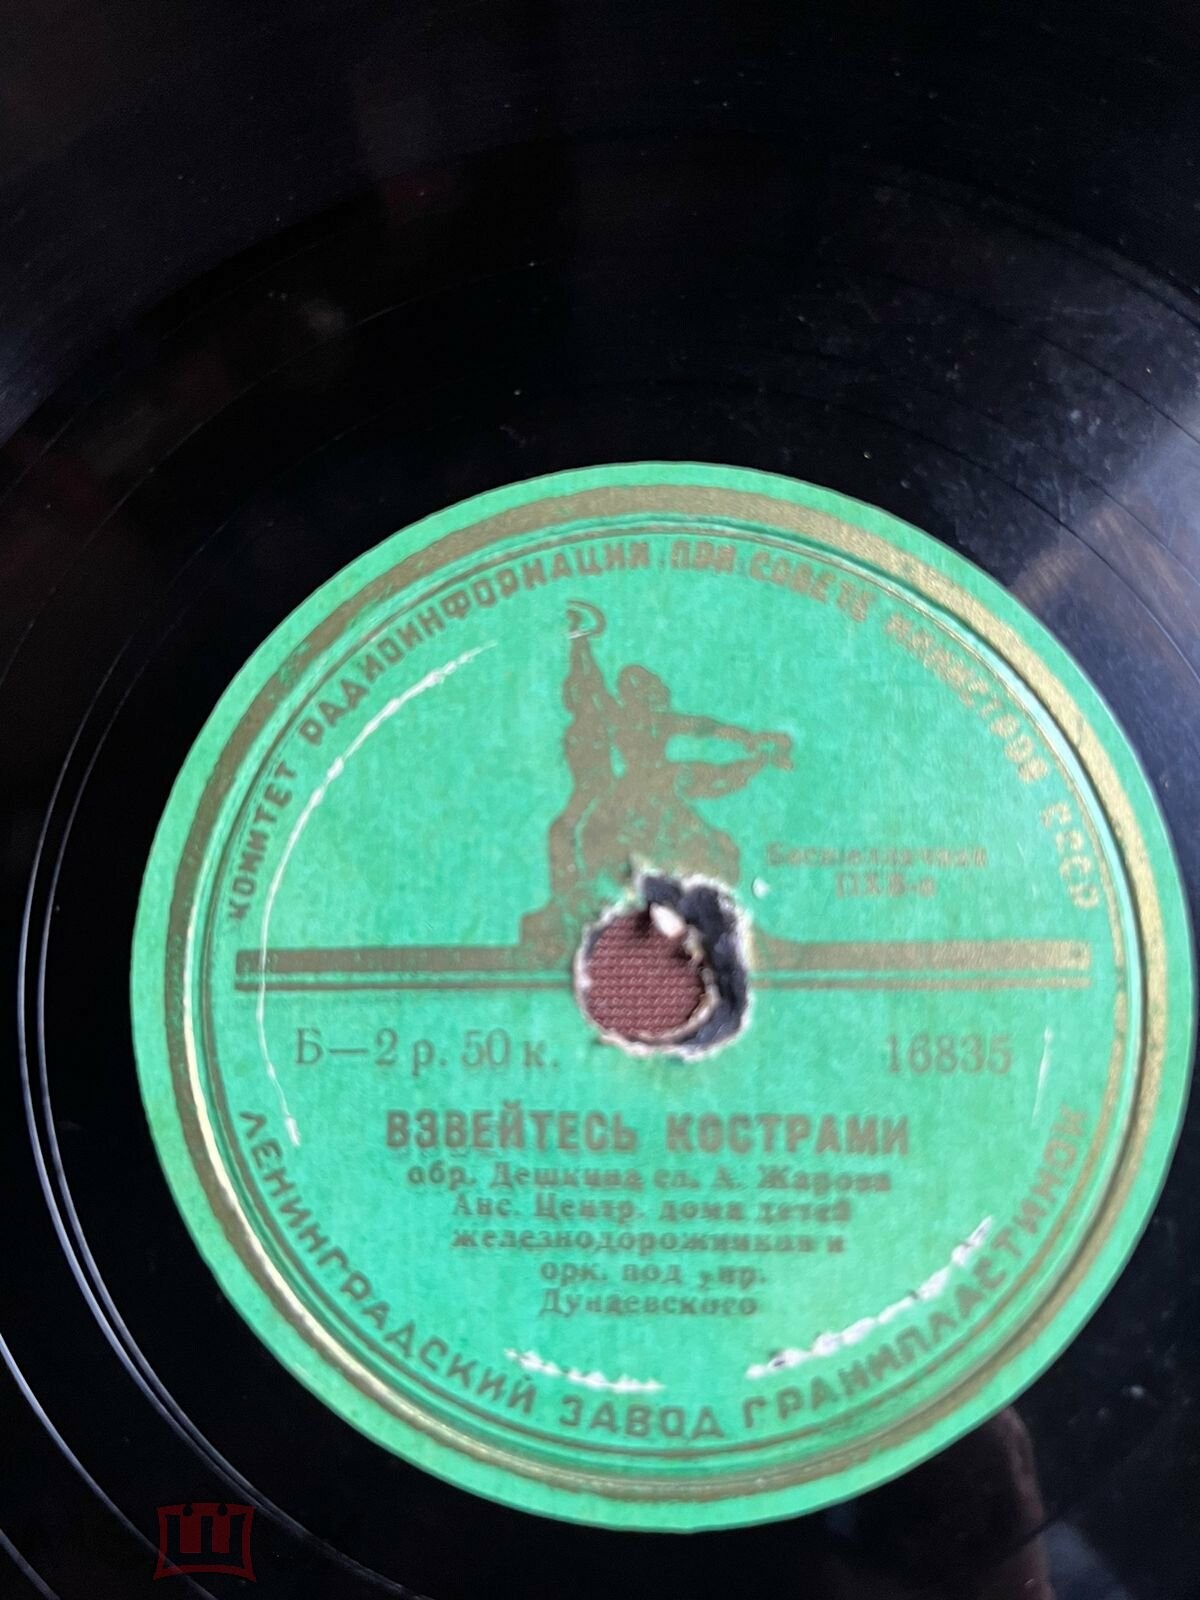 КОМИТЕТ РАДИОИНФОРМАЦИИ ПРИ СОВЕТЕ МИНИСТРОВ СССР
Б—2 р. 50 к. 16835
ВЗВЕЙТЕСЬ КОСТРАМИ
обр. Дешкина сл. А. Жарова
Анс. Центр. дома детей
железнодорожников и
орк. под упр.
Дунаевского
ЛЕНИНГРАДСКИЙ ЗАВОД ГРАМПЛАСТИНОК